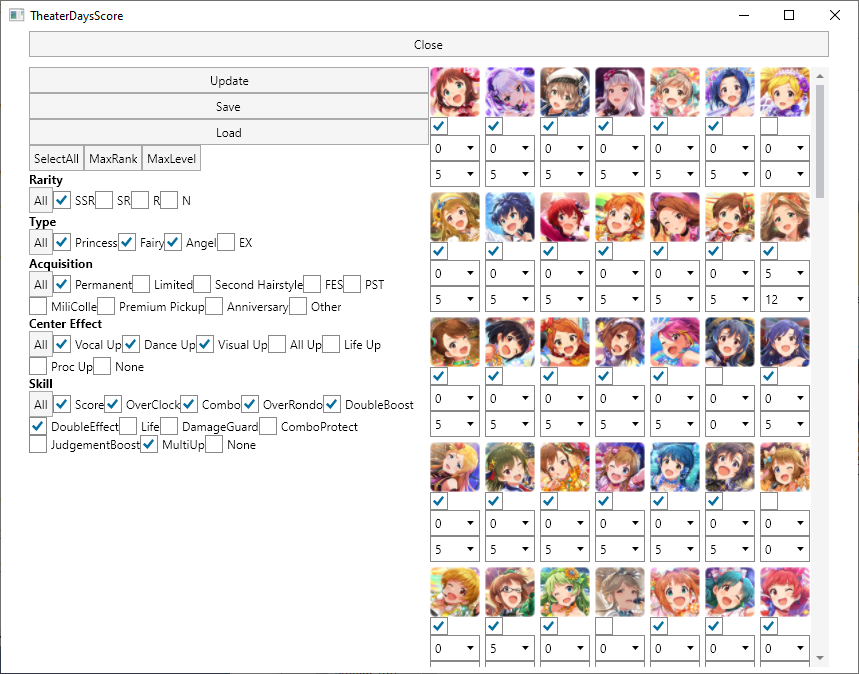 TheaterDaysScore
Close
Update
Save
Load
SelectAll MaxRank MaxLevel
Rarity
All SSR SR R N
Type
All Princess Fairy Angel EX
Acquisition
All Permanent Limited Second Hairstyle FES PST
MiliColle Premium Pickup Anniversary Other
Center Effect
All Vocal Up Dance Up Visual Up All Up Life Up
Proc Up None
Skill
All Score OverClock Combo OverRondo DoubleBoost
DoubleEffect Life DamageGuard ComboProtect
JudgementBoost MultiUp None
0 0 0 0 0 0 0
5 5 5 5 5 5 0
0 0 0 0 0 0 5
5 5 5 5 5 5 12
0 0 0 0 0 0 0
5 5 5 5 5 0 5
0 0 0 0 0 0 0
5 5 5 5 5 5 0
0 5 0 0 0 0 0